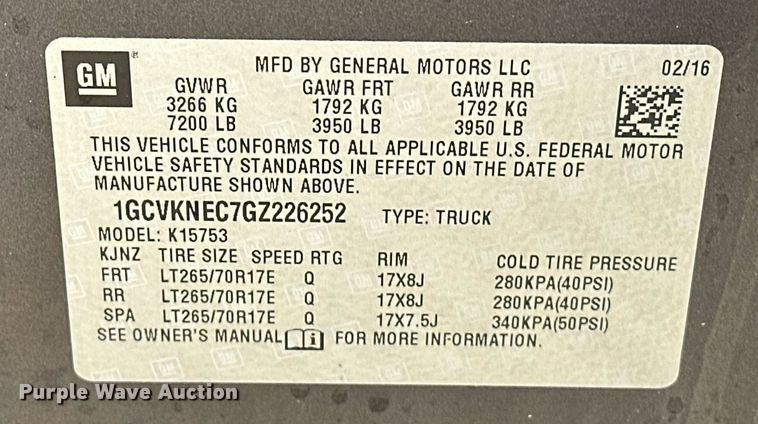 GM
MFD BY GENERAL MOTORS LLC 02/16
GVWR GAWR FRT GAWR RR
3266 KG 1792 KG 1792 KG
7200 LB 3950 LB 3950 LB
THIS VEHICLE CONFORMS TO ALL APPLICABLE U.S. FEDERAL MOTOR
VEHICLE SAFETY STANDARDS IN EFFECT ON THE DATE OF
MANUFACTURE SHOWN ABOVE.
1GCVKNEC7GZ226252 TYPE: TRUCK
MODEL: K15753
KJNZ TIRE SIZE SPEED RTG RIM COLD TIRE PRESSURE
FRT LT265/70R17E Q 17X8J 280KPA(40PSI)
RR LT265/70R17E Q 17X8J 280KPA(40PSI)
SPA LT265/70R17E Q 17X7.5J 340KPA(50PSI)
SEE OWNER'S MANUAL i FOR MORE INFORMATION.
Purple Wave Auction